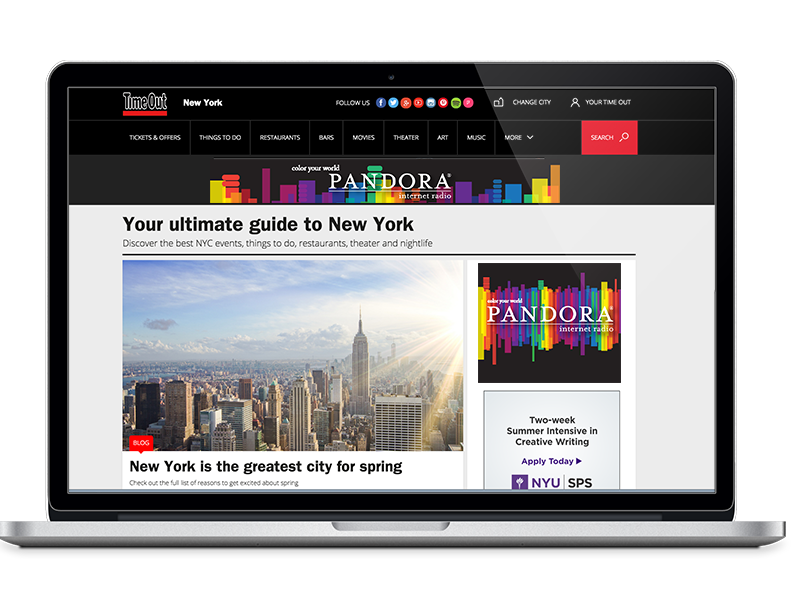 TimeOut
New York
FOLLOW US
CHANGE CITY
YOUR TIME OUT
TICKETS & OFFERS
THINGS TO DO
RESTAURANTS
BARS
MOVIES
THEATER
ART
MUSIC
MORE
SEARCH
color your world
PANDORA®
internet radio
Your ultimate guide to New York
Discover the best NYC events, things to do, restaurants, theater and nightlife
color your world
PANDORA®
internet radio
BLOG
New York is the greatest city for spring
Check out the full list of reasons to get excited about spring
Two-week
Summer Intensive in
Creative Writing
Apply Today
NYU SPS